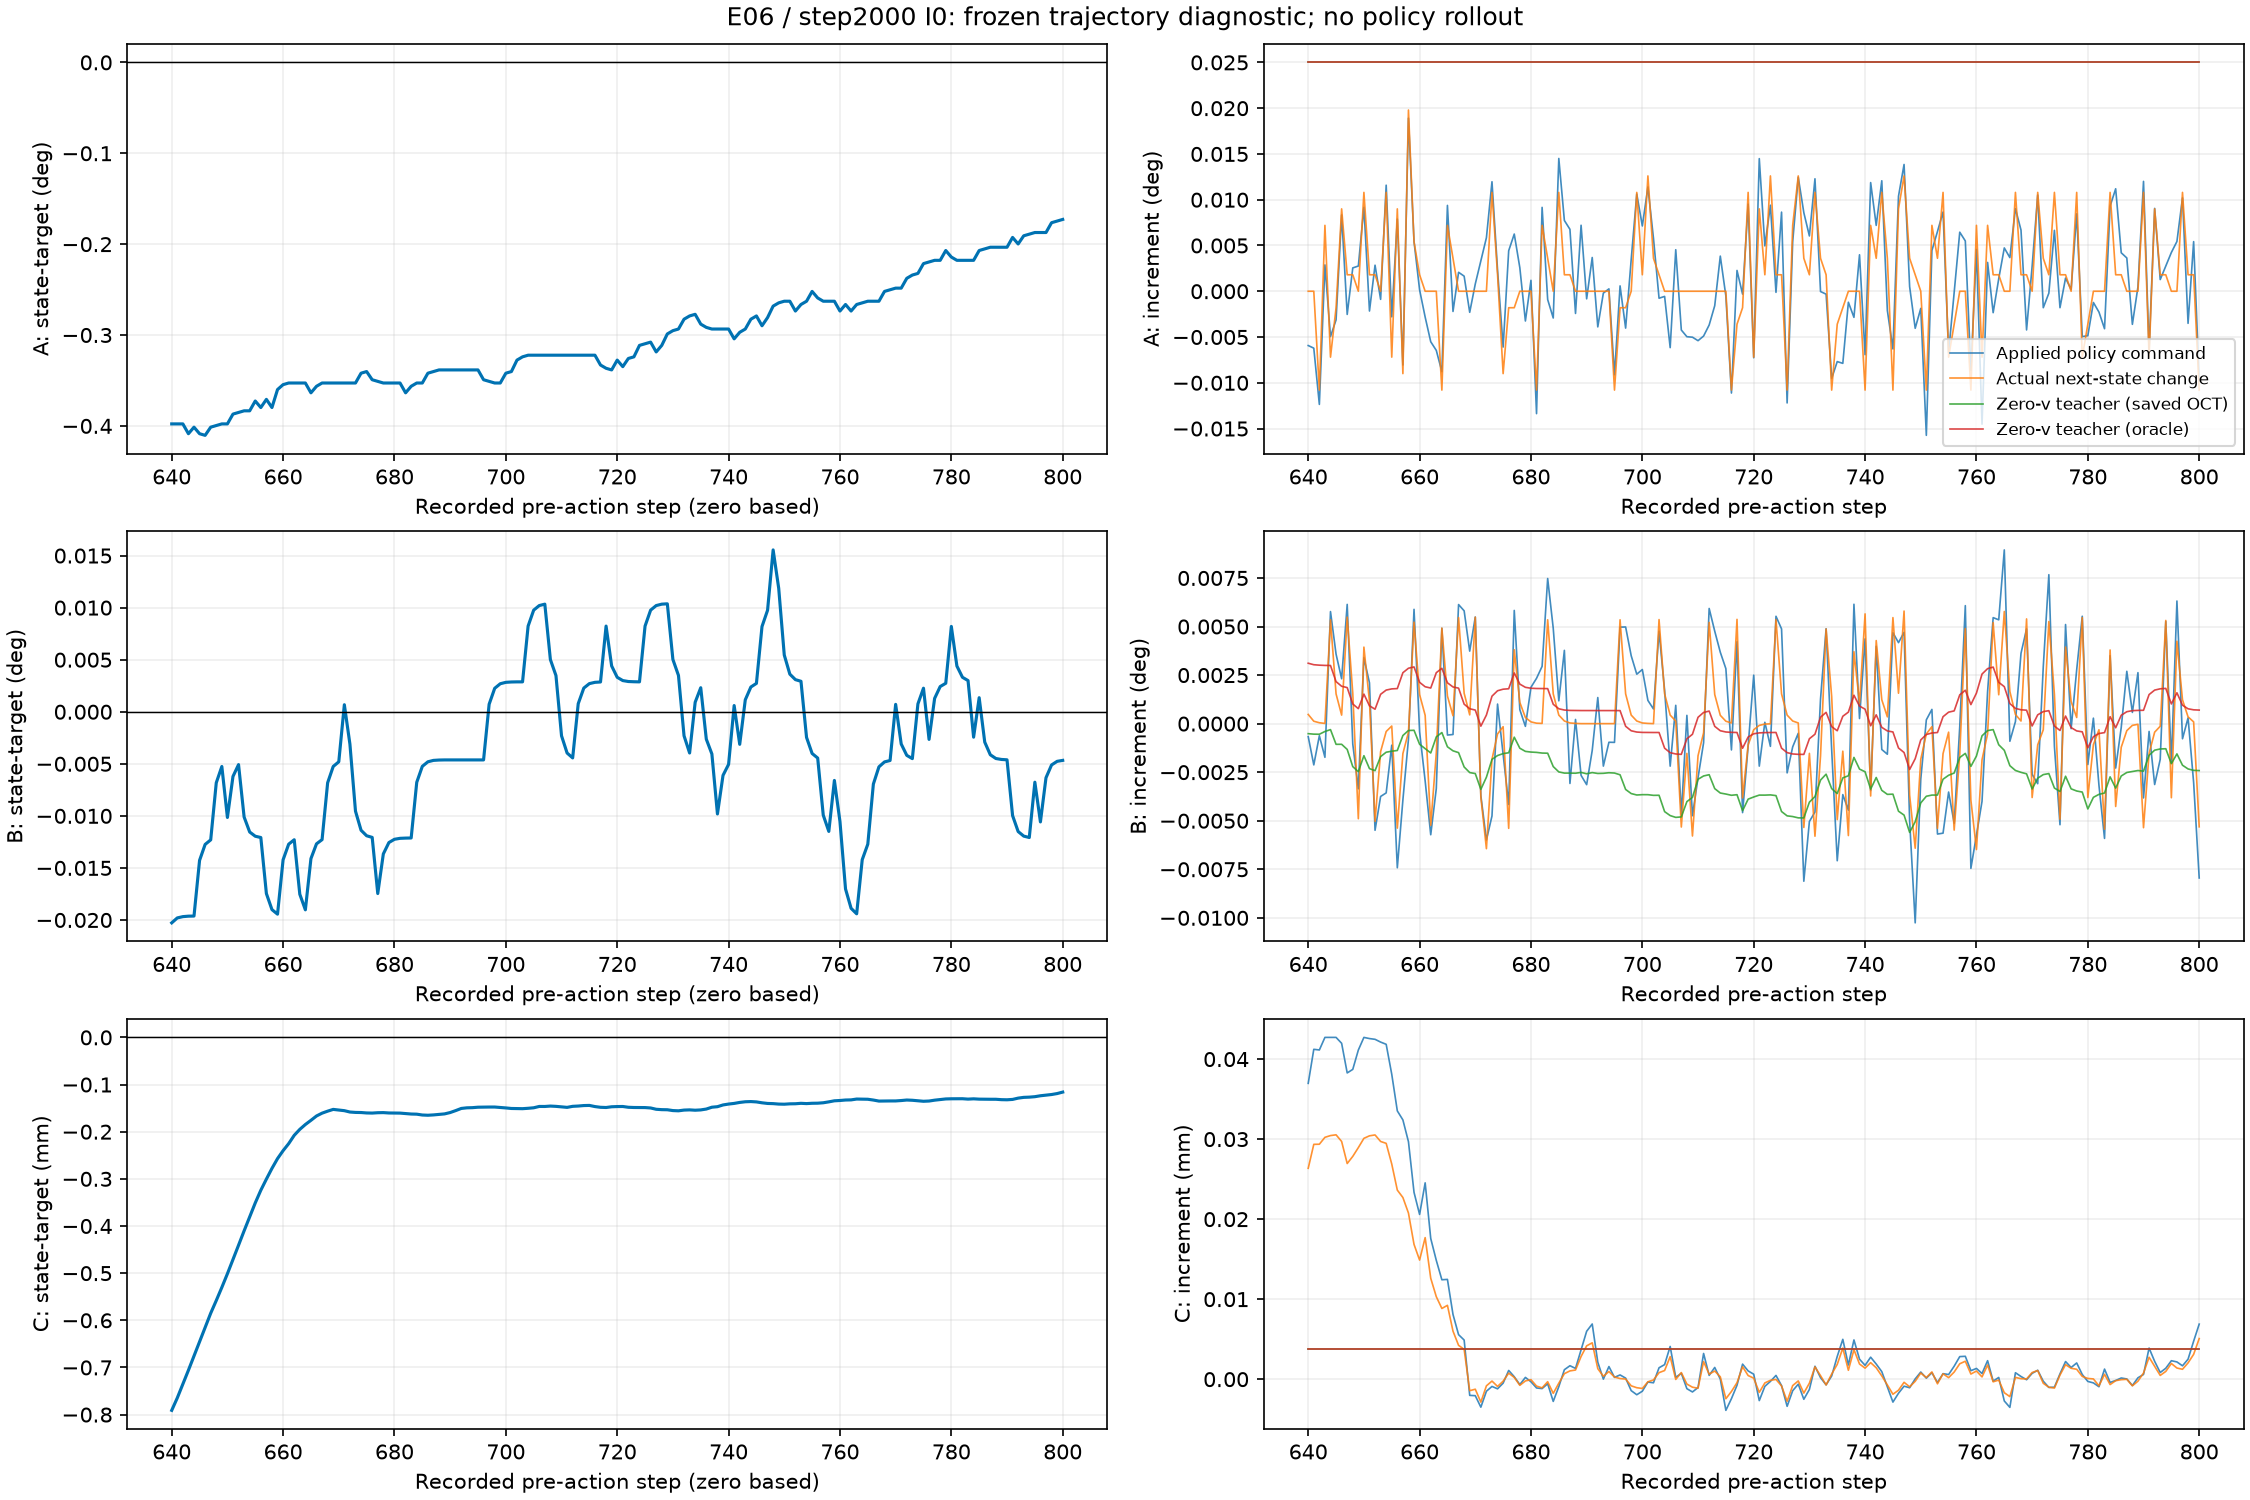 E06 / step2000 I0: frozen trajectory diagnostic; no policy rollout
A: state-target (deg)
0.0
−0.1
−0.2
−0.3
−0.4
640 660 680 700 720 740 760 780 800
Recorded pre-action step (zero based)
A: increment (deg)
0.025
0.020
0.015
0.010
0.005
0.000
−0.005
−0.010
−0.015
Applied policy command
Actual next-state change
Zero-v teacher (saved OCT)
Zero-v teacher (oracle)
640 660 680 700 720 740 760 780 800
Recorded pre-action step
B: state-target (deg)
0.015
0.010
0.005
0.000
−0.005
−0.010
−0.015
−0.020
640 660 680 700 720 740 760 780 800
Recorded pre-action step (zero based)
B: increment (deg)
0.0075
0.0050
0.0025
0.0000
−0.0025
−0.0050
−0.0075
−0.0100
640 660 680 700 720 740 760 780 800
Recorded pre-action step
C: state-target (mm)
0.0
−0.1
−0.2
−0.3
−0.4
−0.5
−0.6
−0.7
−0.8
640 660 680 700 720 740 760 780 800
Recorded pre-action step (zero based)
C: increment (mm)
0.04
0.03
0.02
0.01
0.00
640 660 680 700 720 740 760 780 800
Recorded pre-action step